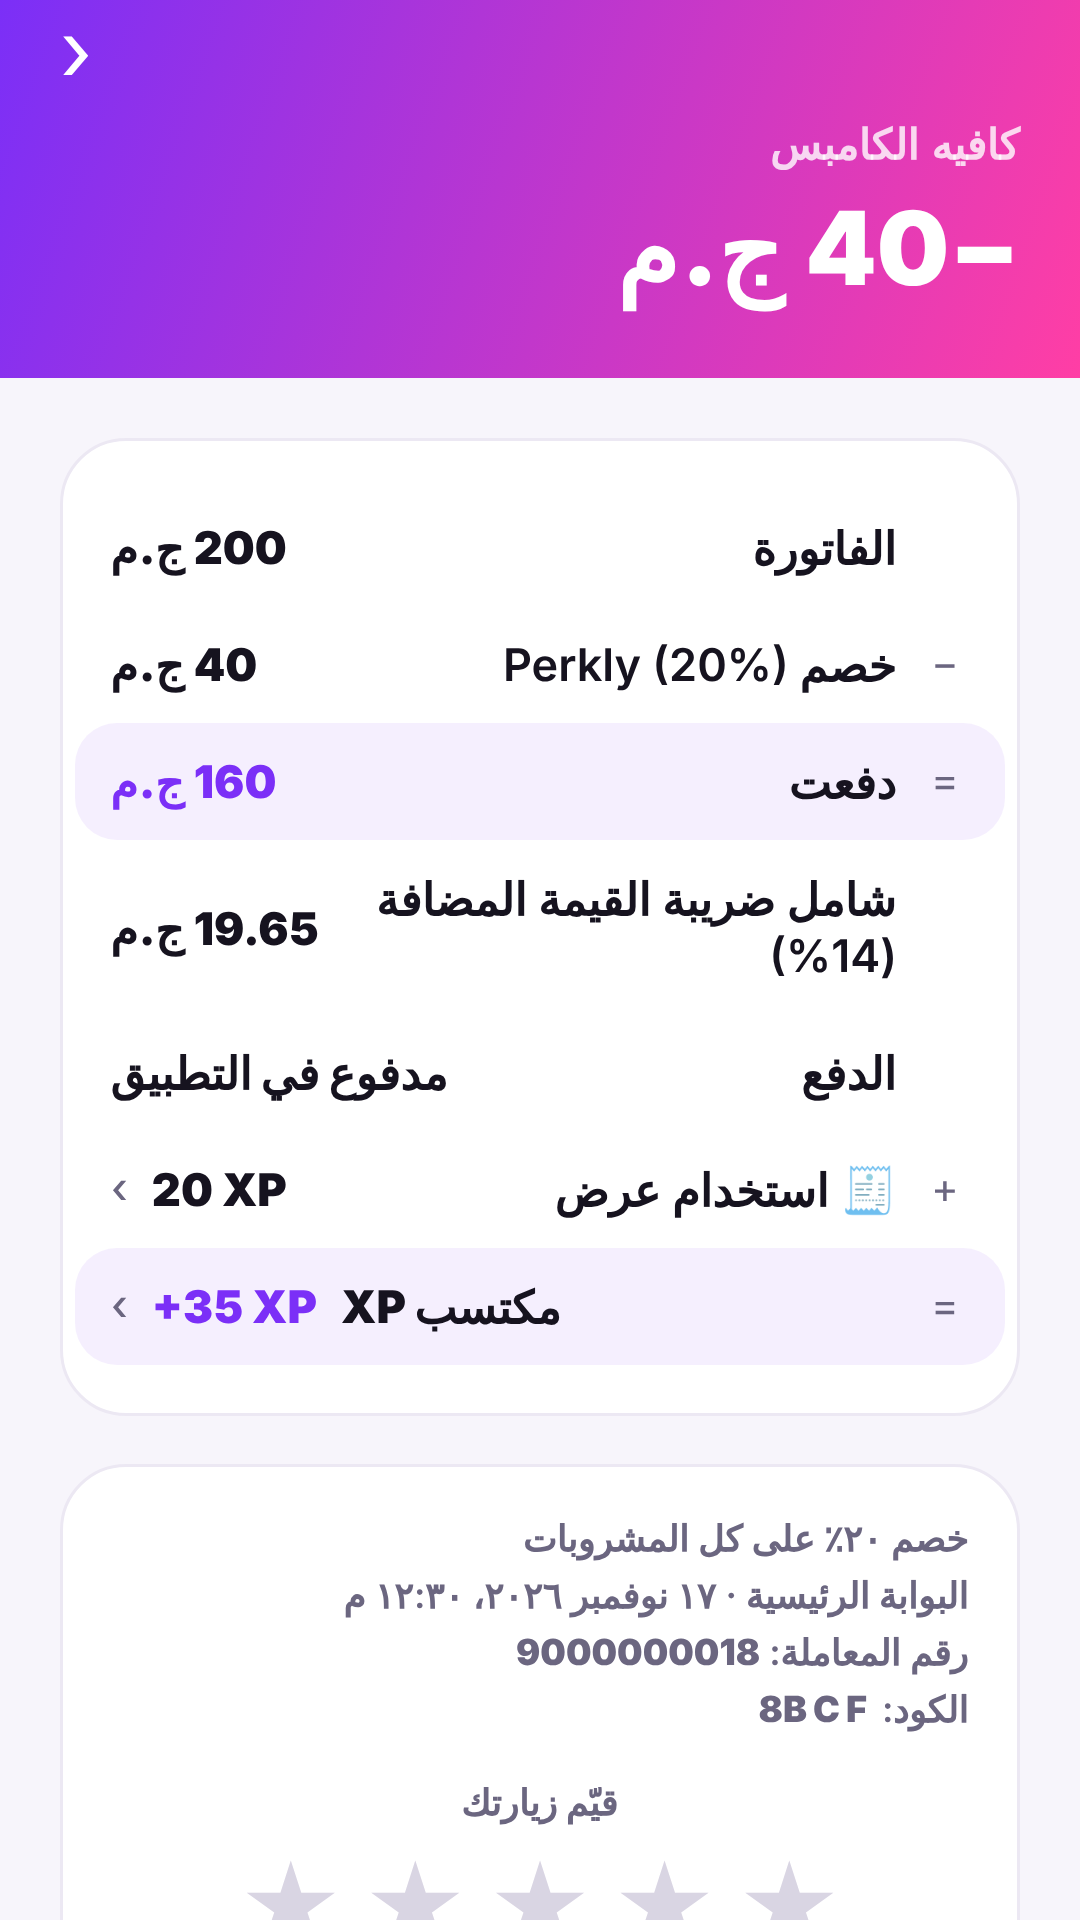 كافيه الكامبس
−40 ج.م
الفاتورة 200 ج.م
− خصم Perkly (20%) 40 ج.م
= دفعت 160 ج.م
شامل ضريبة القيمة المضافة
(14%) 19.65 ج.م
الدفع مدفوع في التطبيق
+ 🧾 استخدام عرض 20 XP ‹
= مكتسب XP +35 XP ‹
خصم ٢٠٪ على كل المشروبات
البوابة الرئيسية · ١٧ نوفمبر ٢٠٢٦، ١٢:٣٠ م
رقم المعاملة: 9000000018
الكود: 8BCF
قيّم زيارتك